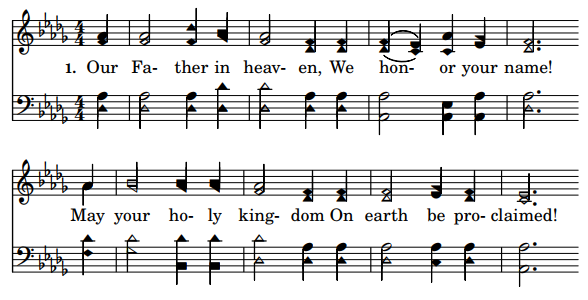 1. Our Fa- ther in heav- en, We hon- or your name!
May your ho- ly king- dom On earth be pro- claimed!